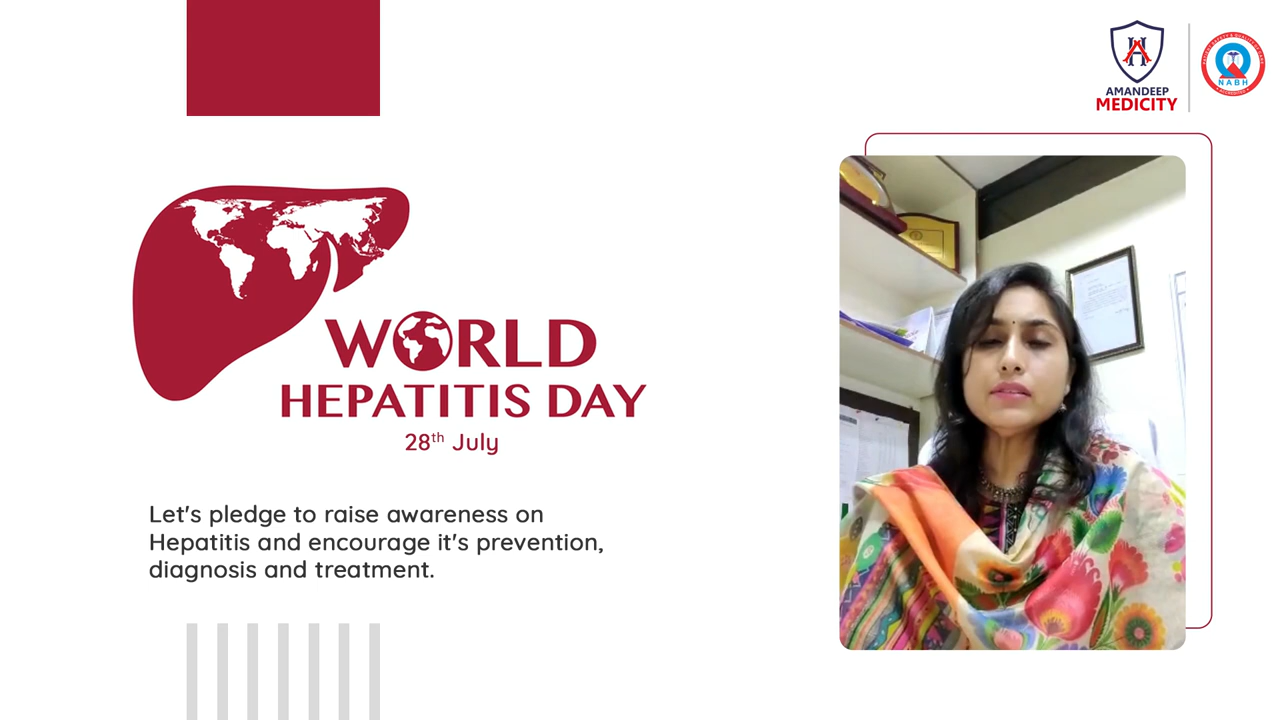 AMANDEEP
MEDICITY
NABH
WORLD
HEPATITIS DAY
28th July
Let's pledge to raise awareness on
Hepatitis and encourage it's prevention,
diagnosis and treatment.